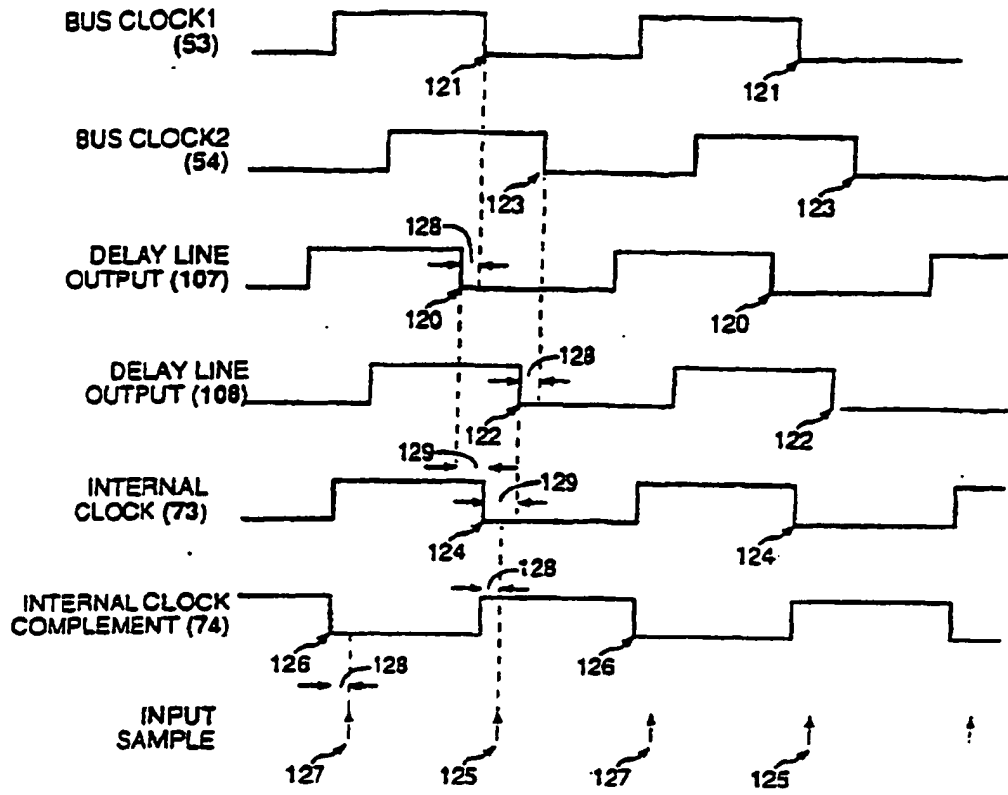 BUS CLOCK1
(53)
121
121
BUS CLOCK2
(54)
123
123
128
DELAY LINE
OUTPUT (107)
120
120
DELAY LINE
OUTPUT (108)
128
122
122
129
INTERNAL
CLOCK (73)
129
124
124
128
INTERNAL CLOCK
COMPLEMENT (74)
126
126
128
INPUT
SAMPLE
127
125
127
125